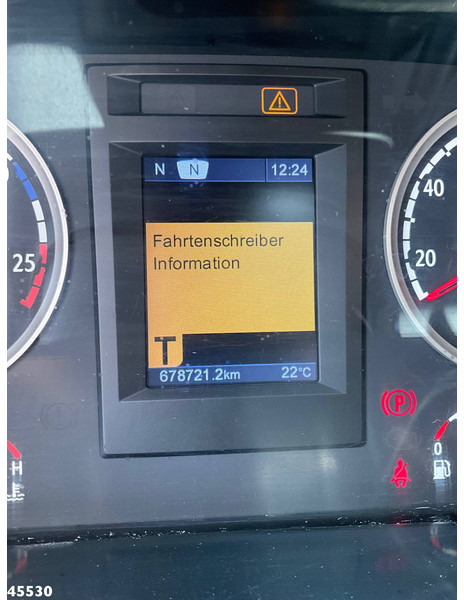 N N 12:24
Fahrtenschreiber
Information
T
678721.2km 22°C
25
40
20
P
H
0
45530